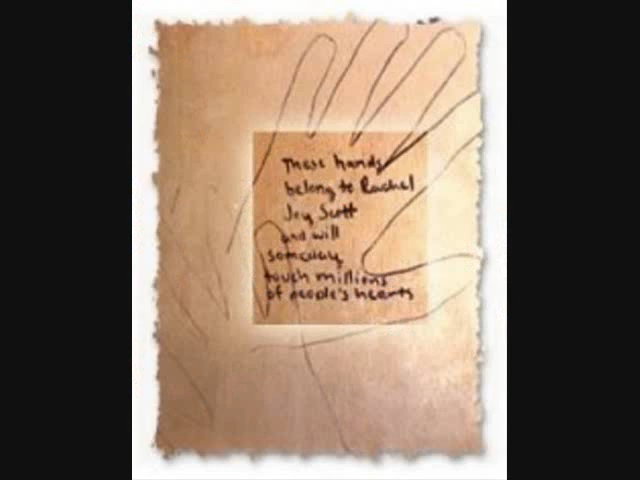 These hands
belong to Rachel
Joy Scott
and will
someday
touch millions
of people's hearts